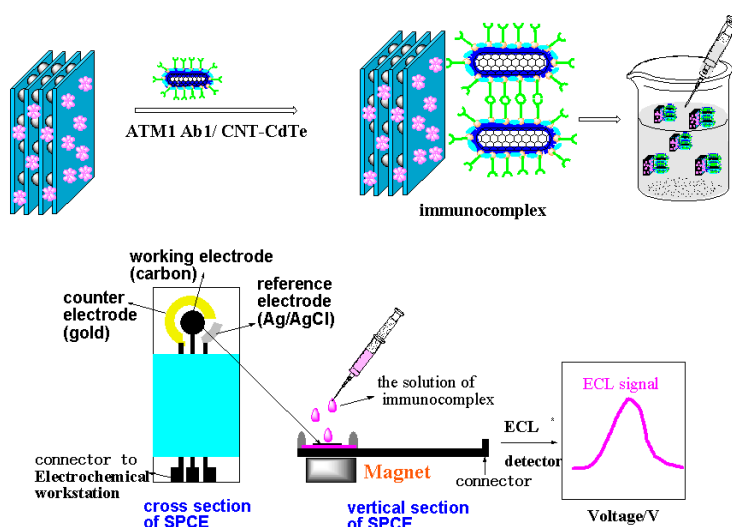 ATM1 Ab1/ CNT-CdTe
immunocomplex
working electrode
(carbon)
counter
electrode
(gold)
reference
electrode
(Ag/AgCl)
the solution of
immunocomplex
ECL signal
ECL
detector
Magnet
connector
connector to
Electrochemical
workstation
cross section
of SPCE
vertical section
of SPCE
Voltage/V